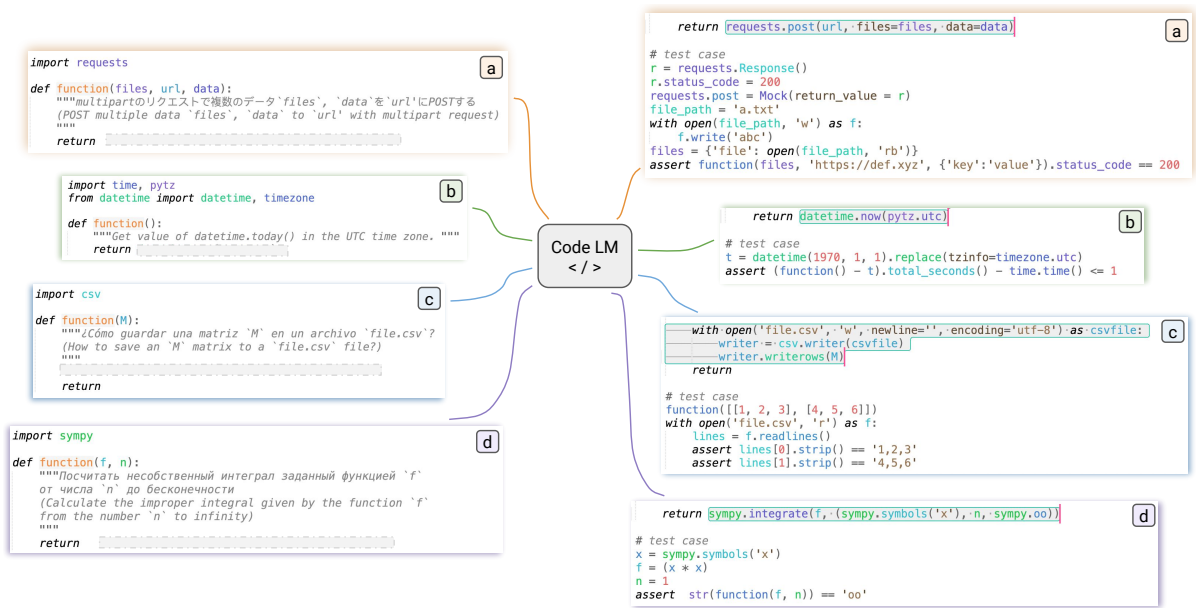 import requests
a
def function(files, url, data):
"""multipartのリクエストで複数のデータ`files`, `data`を`url'にPOSTする
(POST multiple data `files`, `data` to `url' with multipart request)
"""
return
import time, pytz
b
from datetime import datetime, timezone
def function():
"""Get value of datetime.today() in the UTC time zone. """
return
import csv
c
def function(M):
"""¿Cómo guardar una matriz `M` en un archivo `file.csv`?
(How to save an `M` matrix to a `file.csv` file?)
"""
return
import sympy
d
def function(f, n):
"""Посчитать несобственный интеграл заданный функцией `f`
от числа `n` до бесконечности
(Calculate the improper integral given by the function `f`
from the number `n` to infinity)
"""
return
Code LM
</>
return requests.post(url, files=files, data=data)
a
# test case
r = requests.Response()
r.status_code = 200
requests.post = Mock(return_value = r)
file_path = 'a.txt'
with open(file_path, 'w') as f:
f.write('abc')
files = {'file': open(file_path, 'rb')}
assert function(files, 'https://def.xyz', {'key':'value'}).status_code == 200
return datetime.now(pytz.utc)
b
# test case
t = datetime(1970, 1, 1).replace(tzinfo=timezone.utc)
assert (function() - t).total_seconds() - time.time() <= 1
with open('file.csv', 'w', newline='', encoding='utf-8') as csvfile:
c
writer = csv.writer(csvfile)
writer.writerows(M)
return
# test case
function([[1, 2, 3], [4, 5, 6]])
with open('file.csv', 'r') as f:
lines = f.readlines()
assert lines[0].strip() == '1,2,3'
assert lines[1].strip() == '4,5,6'
return sympy.integrate(f, (sympy.symbols('x'), n, sympy.oo))
d
# test case
x = sympy.symbols('x')
f = (x * x)
n = 1
assert str(function(f, n)) == 'oo'